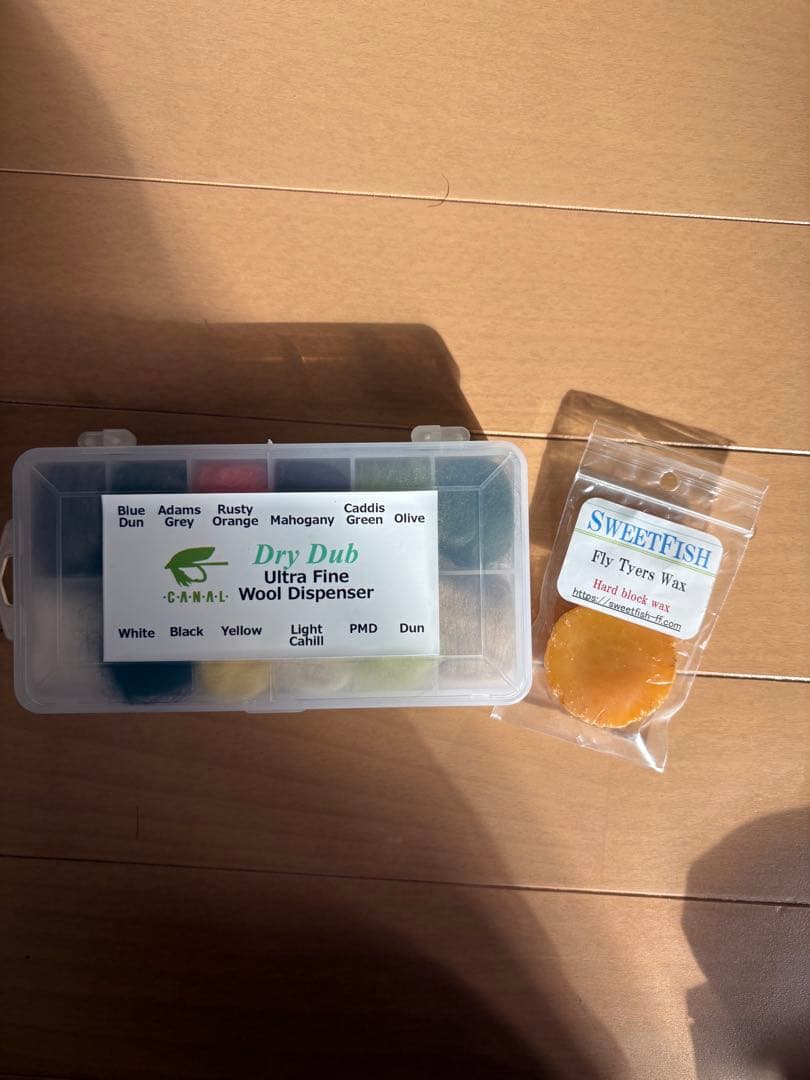 Blue Dun
Adams Grey
Rusty Orange
Mahogany
Caddis Green
Olive
Dry Dub
Ultra Fine
Wool Dispenser
·C·A·N·A·L·
White
Black
Yellow
Light Cahill
PMD
Dun
SWEETFISH
Fly Tyers Wax
Hard block wax
https://sweetfish-ff.com